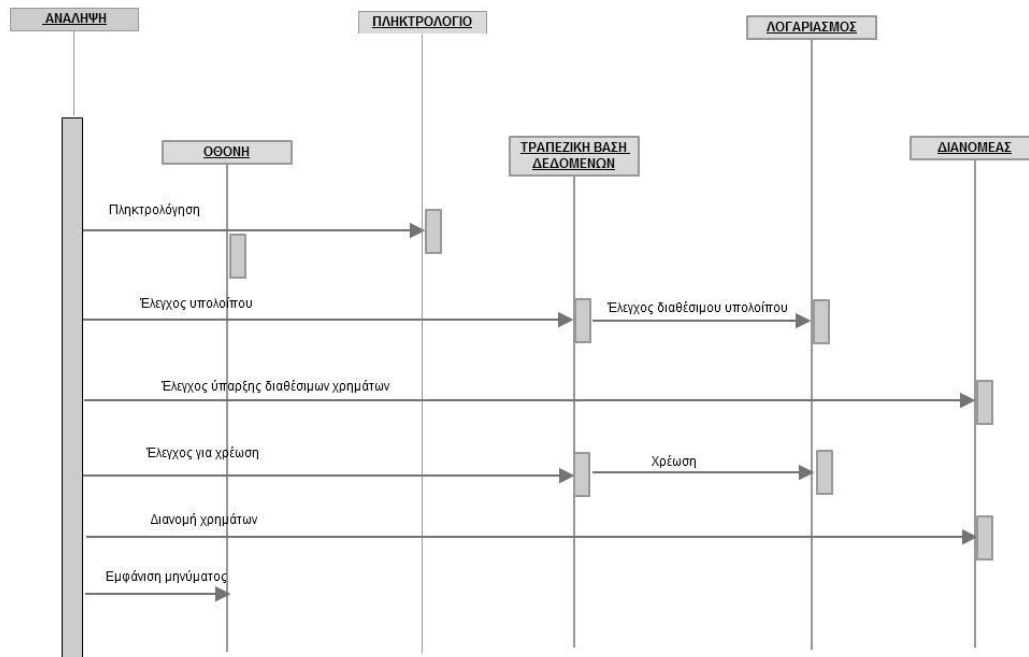 ΑΝΑΛΗΨΗ
ΠΛΗΚΤΡΟΛΟΓΙΟ
ΛΟΓΑΡΙΑΣΜΟΣ
ΟΘΟΝΗ
ΤΡΑΠΕΖΙΚΗ ΒΑΣΗ
ΔΕΔΟΜΕΝΩΝ
ΔΙΑΝΟΜΕΑΣ
Πληκτρολόγηση
Έλεγχος υπολοίπου
Έλεγχος διαθέσιμου υπολοίπου
Έλεγχος ύπαρξης διαθέσιμων χρημάτων
Έλεγχος για χρέωση
Χρέωση
Διανομή χρημάτων
Εμφάνιση μηνύματος